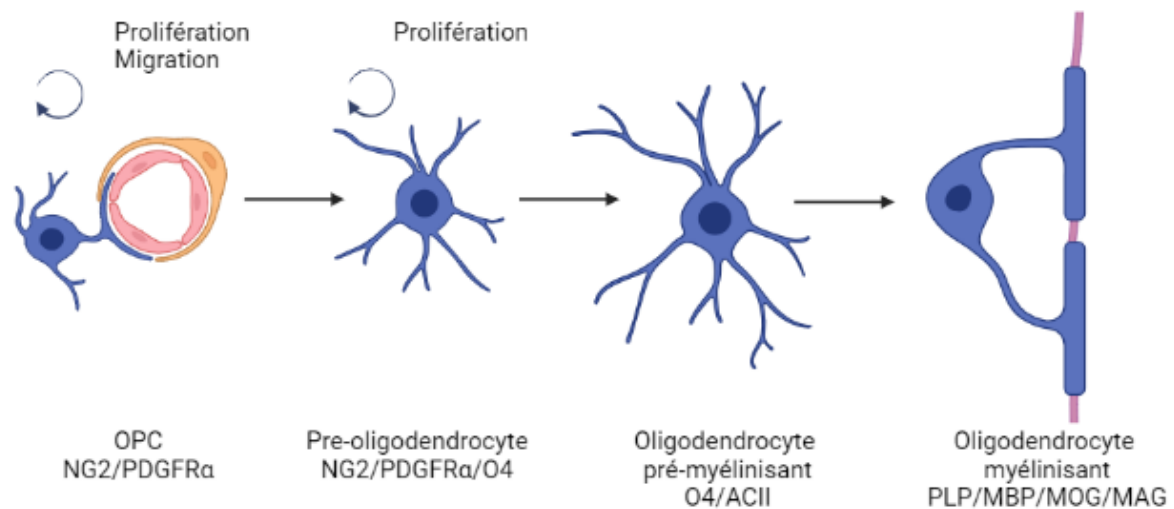 Prolifération
Migration
Prolifération
OPC
NG2/PDGFRα
Pre-oligodendrocyte
NG2/PDGFRα/O4
Oligodendrocyte
pré-myélinisant
O4/ACII
Oligodendrocyte
myélinisant
PLP/MBP/MOG/MAG